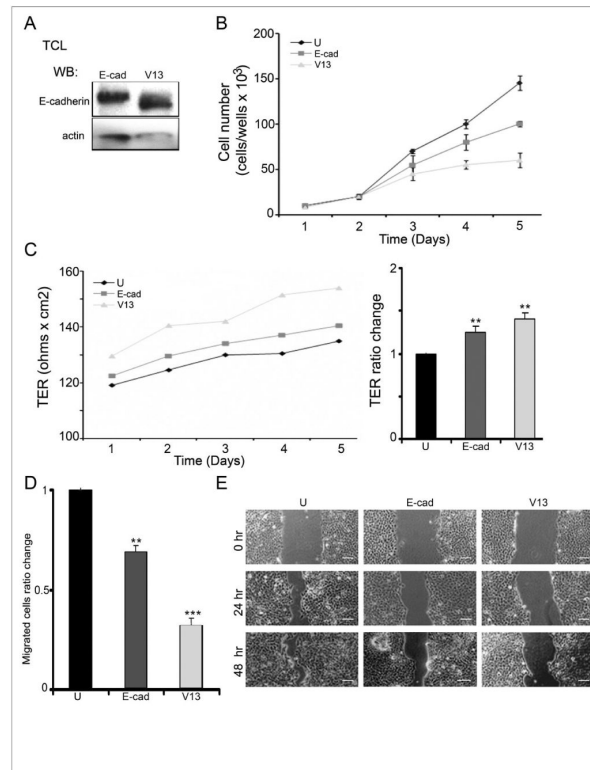 A
TCL
WB: E-cad V13
E-cadherin
actin
B
U
E-cad
V13
Cell number
(cells/wells x 10³)
200
150
100
50
0
1 2 3 4 5
Time (Days)
C
U
E-cad
V13
TER (ohms x cm2)
160
140
120
100
1 2 3 4 5
Time (Days)
TER ratio change
2
1
0
** **
U E-cad V13
D
Migrated cells ratio change
1
0.5
0
** ***
U E-cad V13
E
U E-cad V13
0 hr
24 hr
48 hr